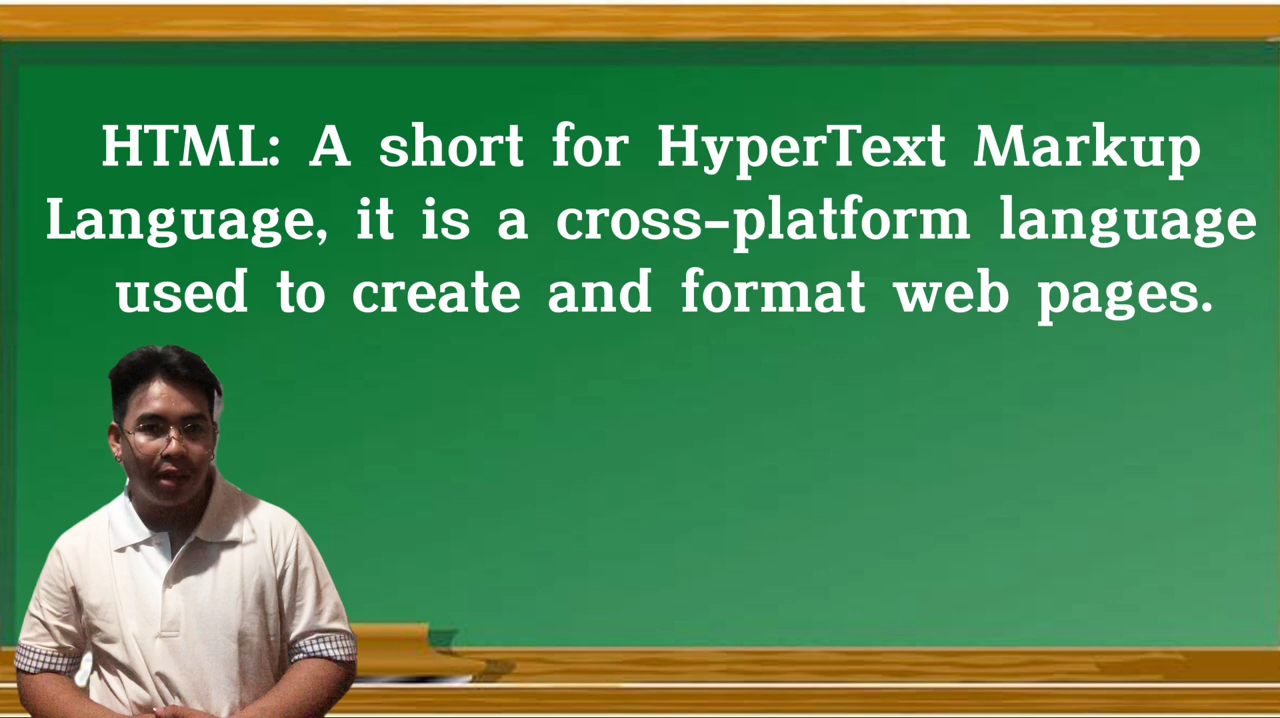 HTML: A short for HyperText Markup
Language, it is a cross-platform language
used to create and format web pages.